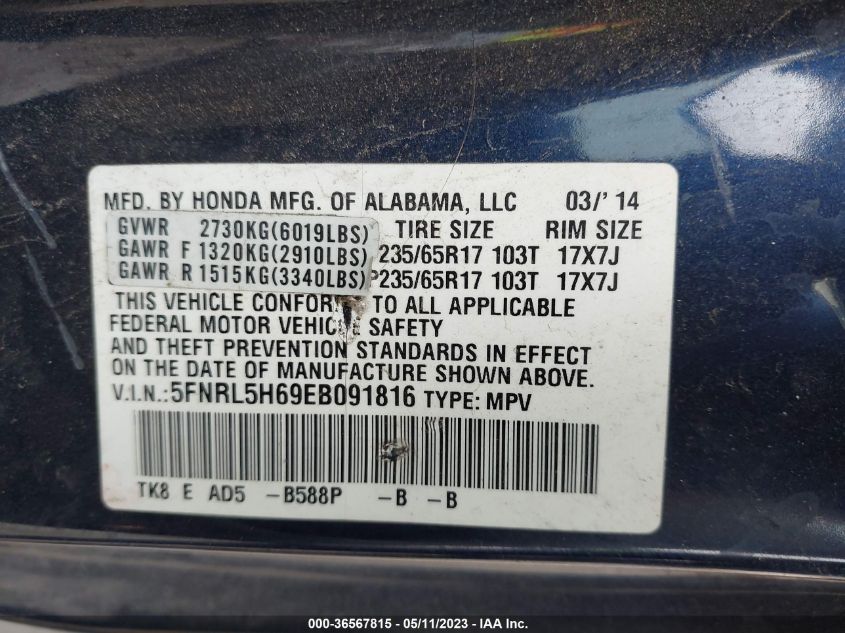 MFD. BY HONDA MFG. OF ALABAMA, LLC 03/'14
GVWR 2730KG(6019LBS) TIRE SIZE RIM SIZE
GAWR F 1320KG(2910LBS) 235/65R17 103T 17X7J
GAWR R 1515KG(3340LBS) P235/65R17 103T 17X7J
THIS VEHICLE TO ALL APPLICABLE
FEDERAL MOTOR VEHICLE SAFETY
AND THEFT PREVENTION STANDARDS IN EFFECT
ON THE DATE OF MANUFACTURE SHOWN ABOVE.
V.I.N.:5FNRL5H69EB091816 TYPE: MPV
TK8 E AD5 -B588P -B -B
000-36567815 - 05/11/2023 - IAA Inc.